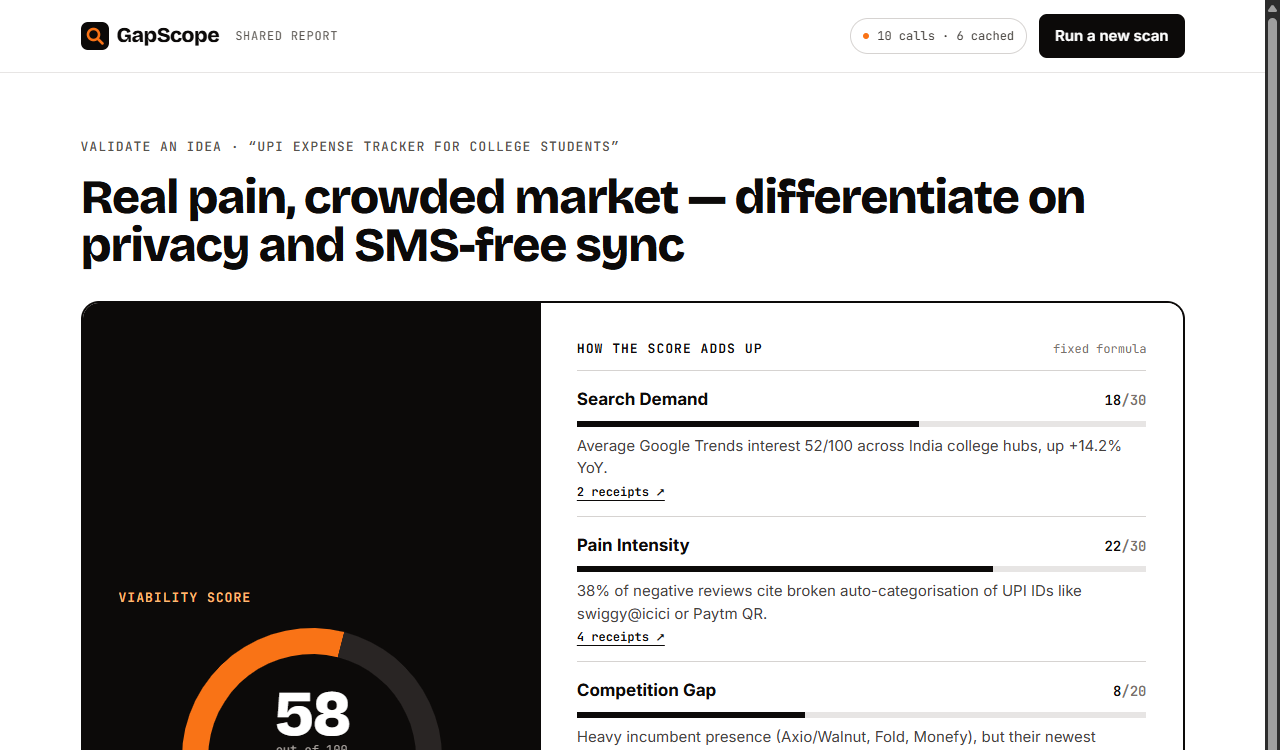 GapScope SHARED REPORT
10 calls · 6 cached
Run a new scan
VALIDATE AN IDEA · “UPI EXPENSE TRACKER FOR COLLEGE STUDENTS”
Real pain, crowded market — differentiate on
privacy and SMS-free sync
VIABILITY SCORE
58
out of 100
HOW THE SCORE ADDS UP
fixed formula
Search Demand 18/30
Average Google Trends interest 52/100 across India college hubs, up +14.2%
YoY.
2 receipts ↗
Pain Intensity 22/30
38% of negative reviews cite broken auto-categorisation of UPI IDs like
swiggy@icici or Paytm QR.
4 receipts ↗
Competition Gap 8/20
Heavy incumbent presence (Axio/Walnut, Fold, Monefy), but their newest